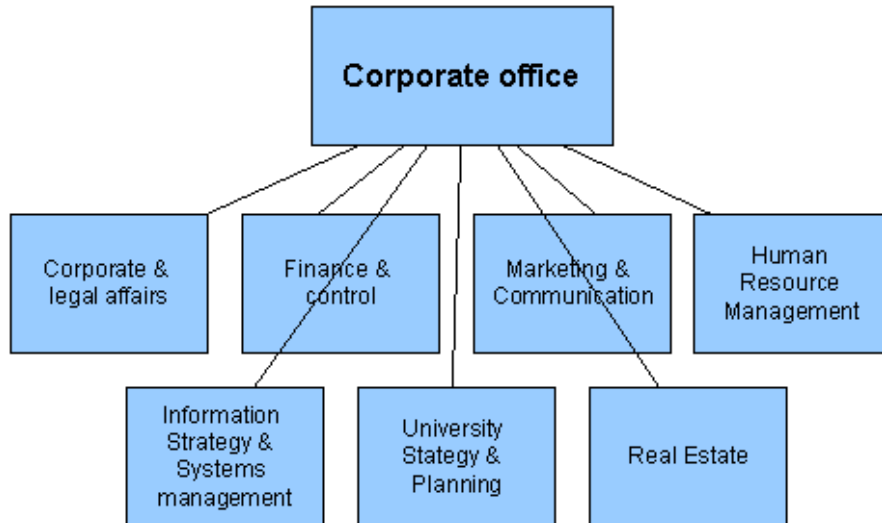 Corporate office
Corporate &
legal affairs
Finance &
control
Marketing &
Communication
Human
Resource
Management
Information
Strategy &
Systems
management
University
Stategy &
Planning
Real Estate